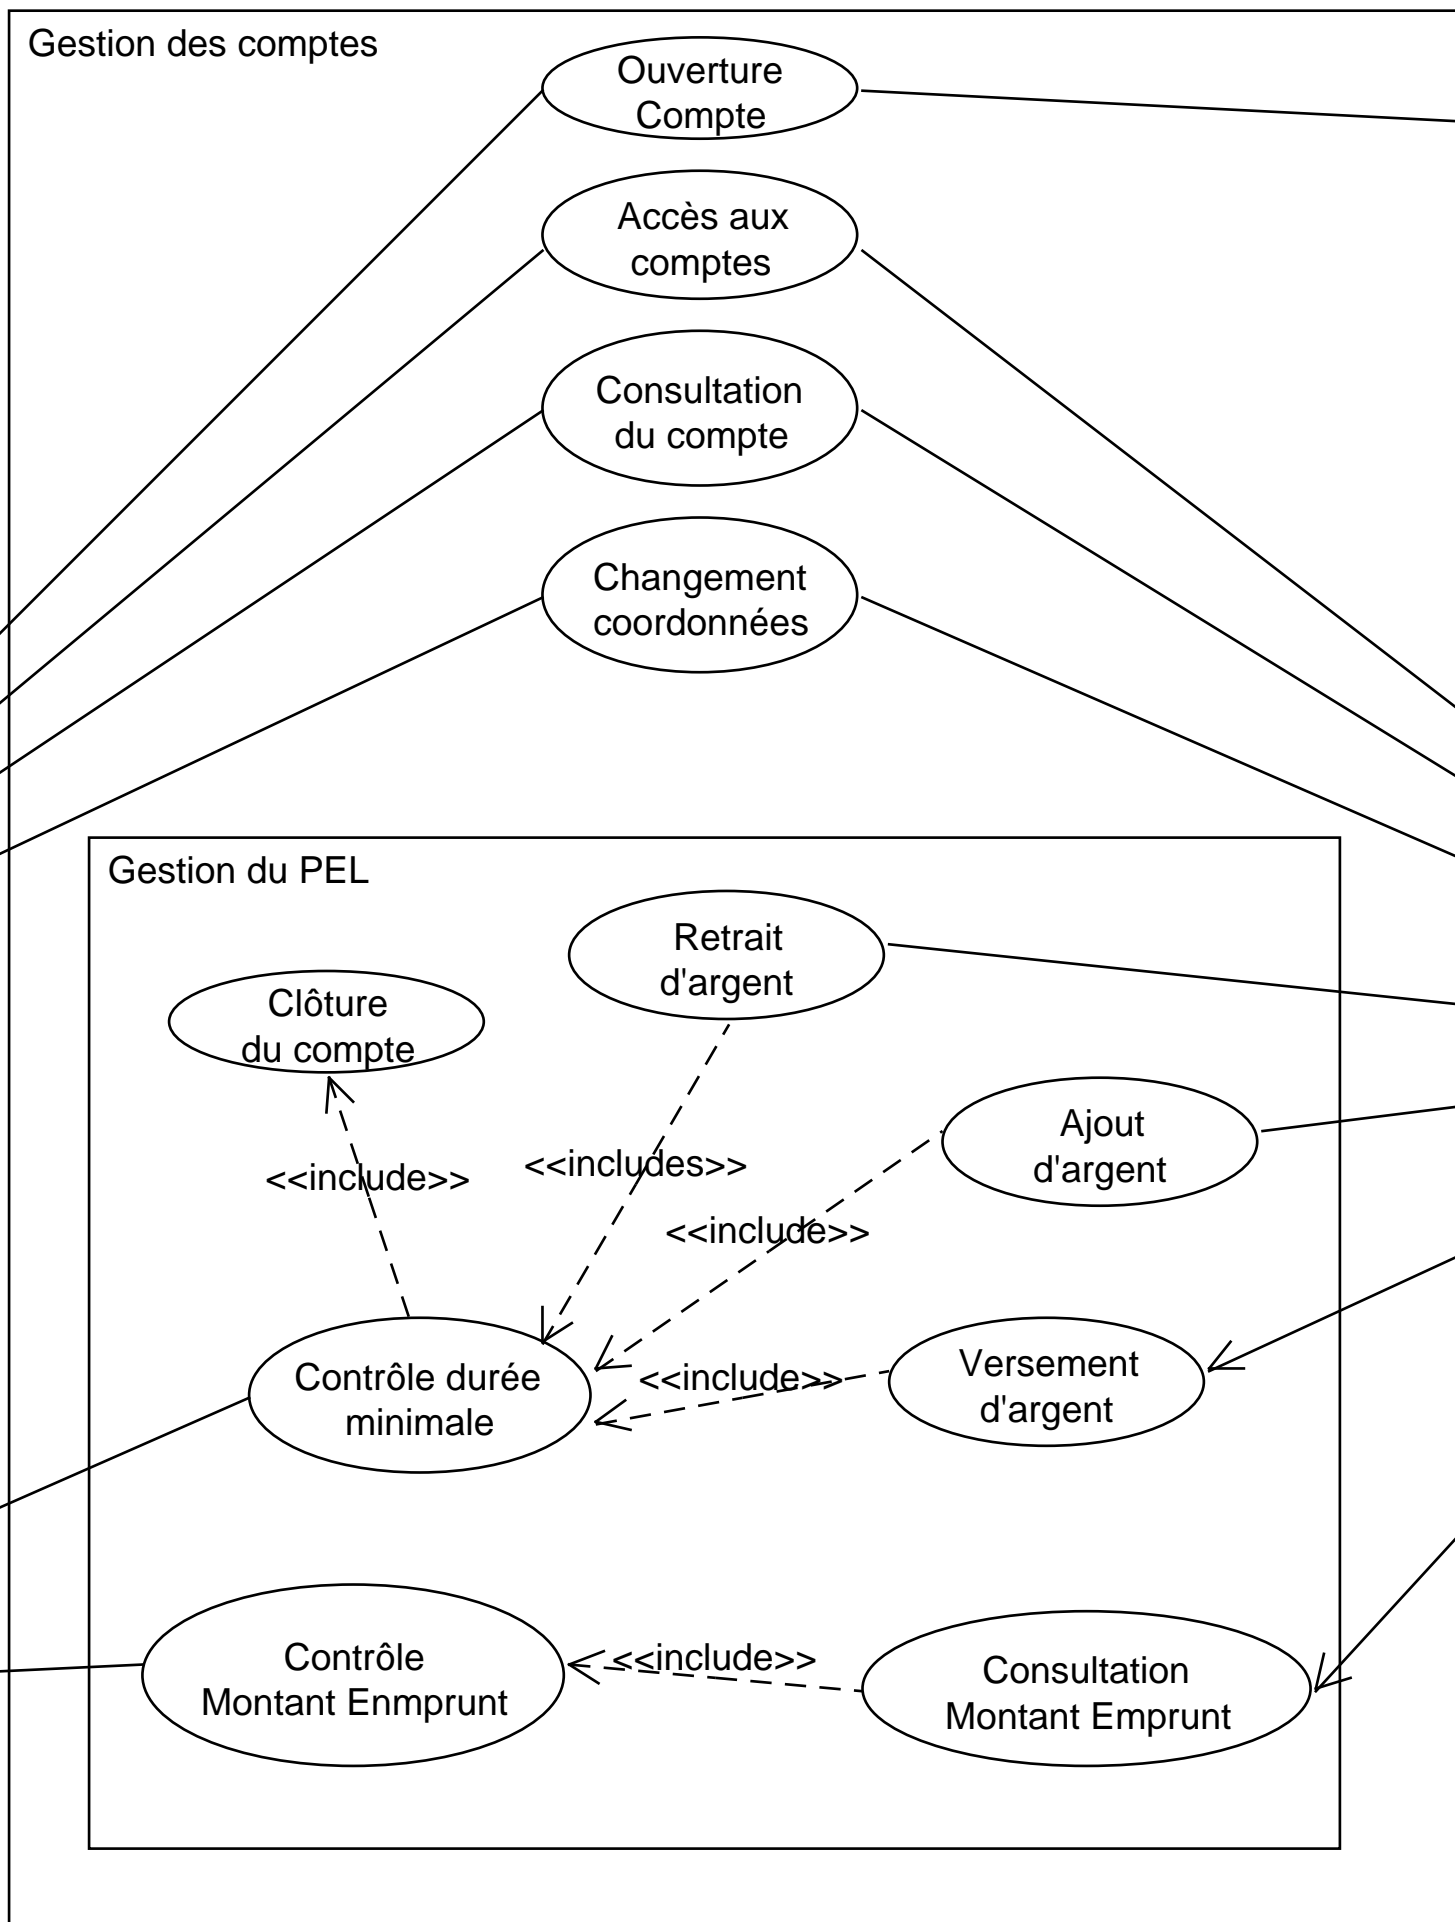 Gestion des comptes
Ouverture
Compte
Accès aux
comptes
Consultation
du compte
Changement
coordonnées
Gestion du PEL
Retrait
d'argent
Clôture
du compte
Ajout
d'argent
<<includes>>
<<include>>
<<include>>
Contrôle durée
minimale
<<include>>
Versement
d'argent
Contrôle
Montant Enmprunt
<<include>>
Consultation
Montant Emprunt